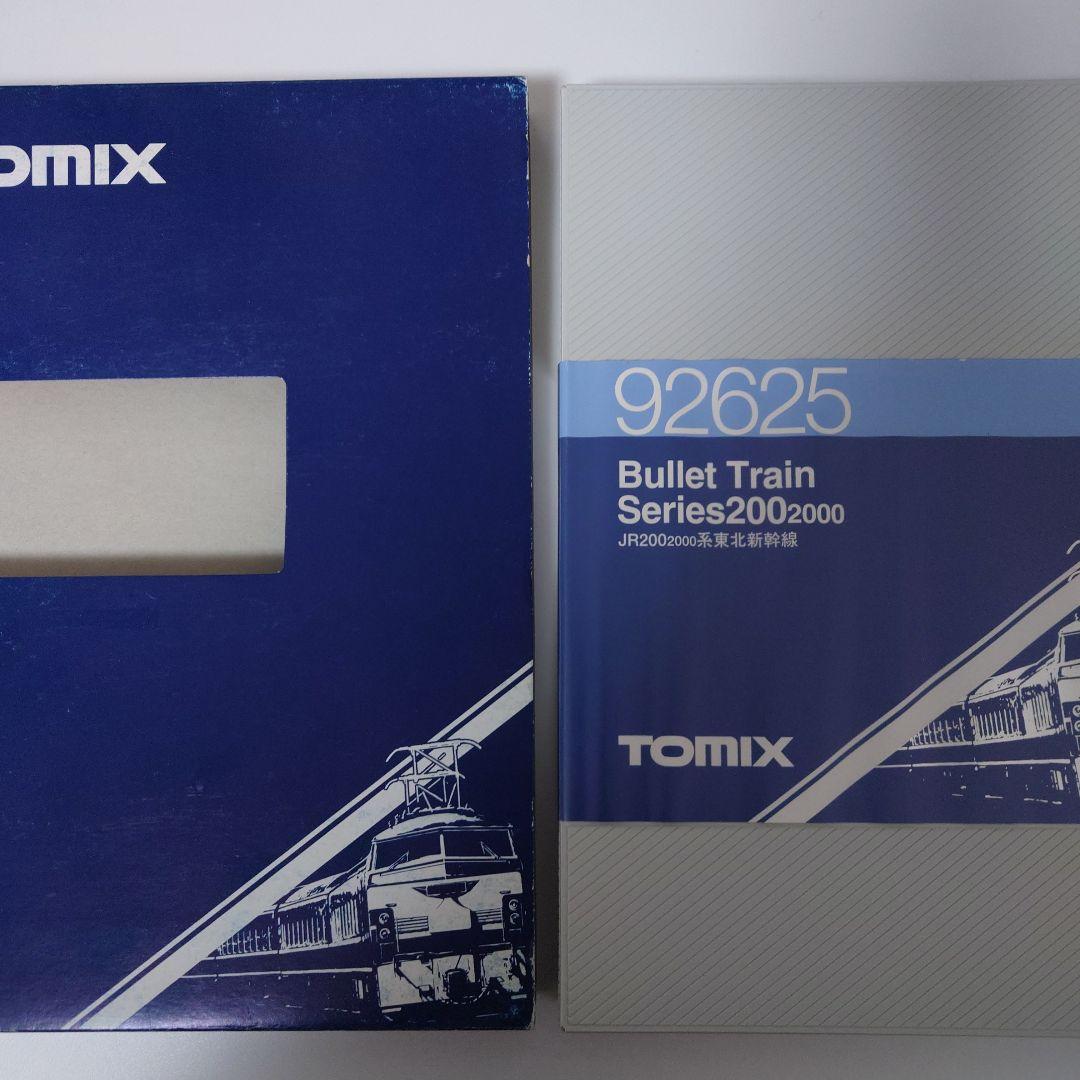 OMIX
92625
Bullet Train
Series2002000
JR2002000系東北新幹線
TOMIX